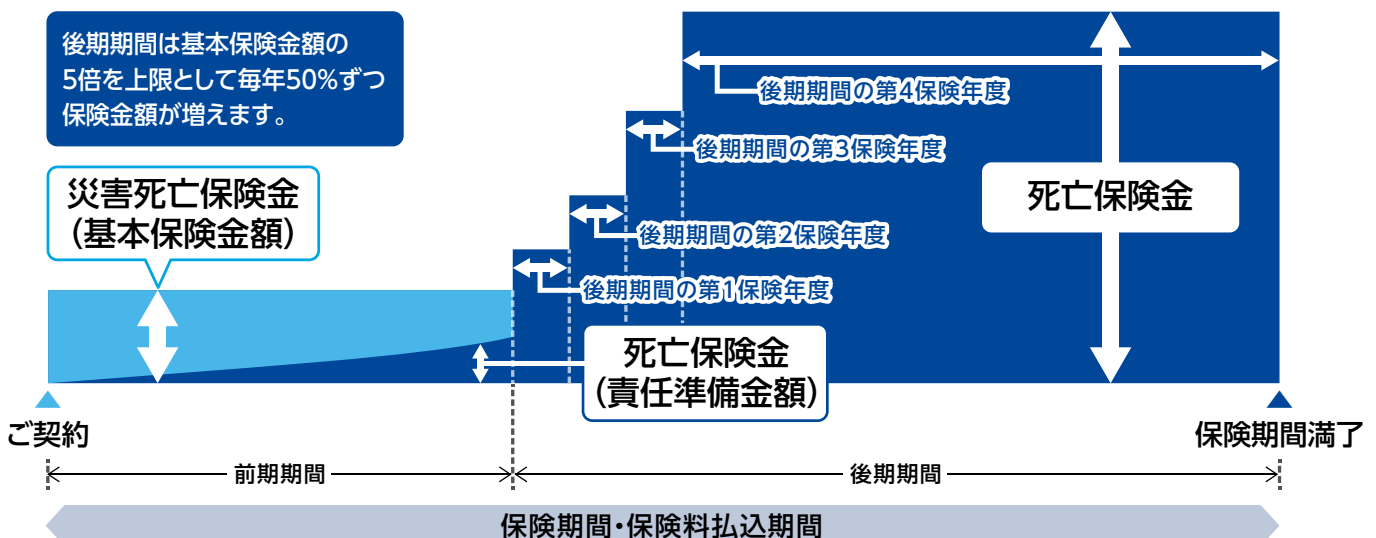 後期期間は基本保険金額の
5倍を上限として毎年50%ずつ
保険金額が増えます。
災害死亡保険金
(基本保険金額)
後期期間の第4保険年度
後期期間の第3保険年度
死亡保険金
後期期間の第2保険年度
後期期間の第1保険年度
死亡保険金
(責任準備金額)
ご契約
保険期間満了
前期期間
後期期間
保険期間・保険料払込期間